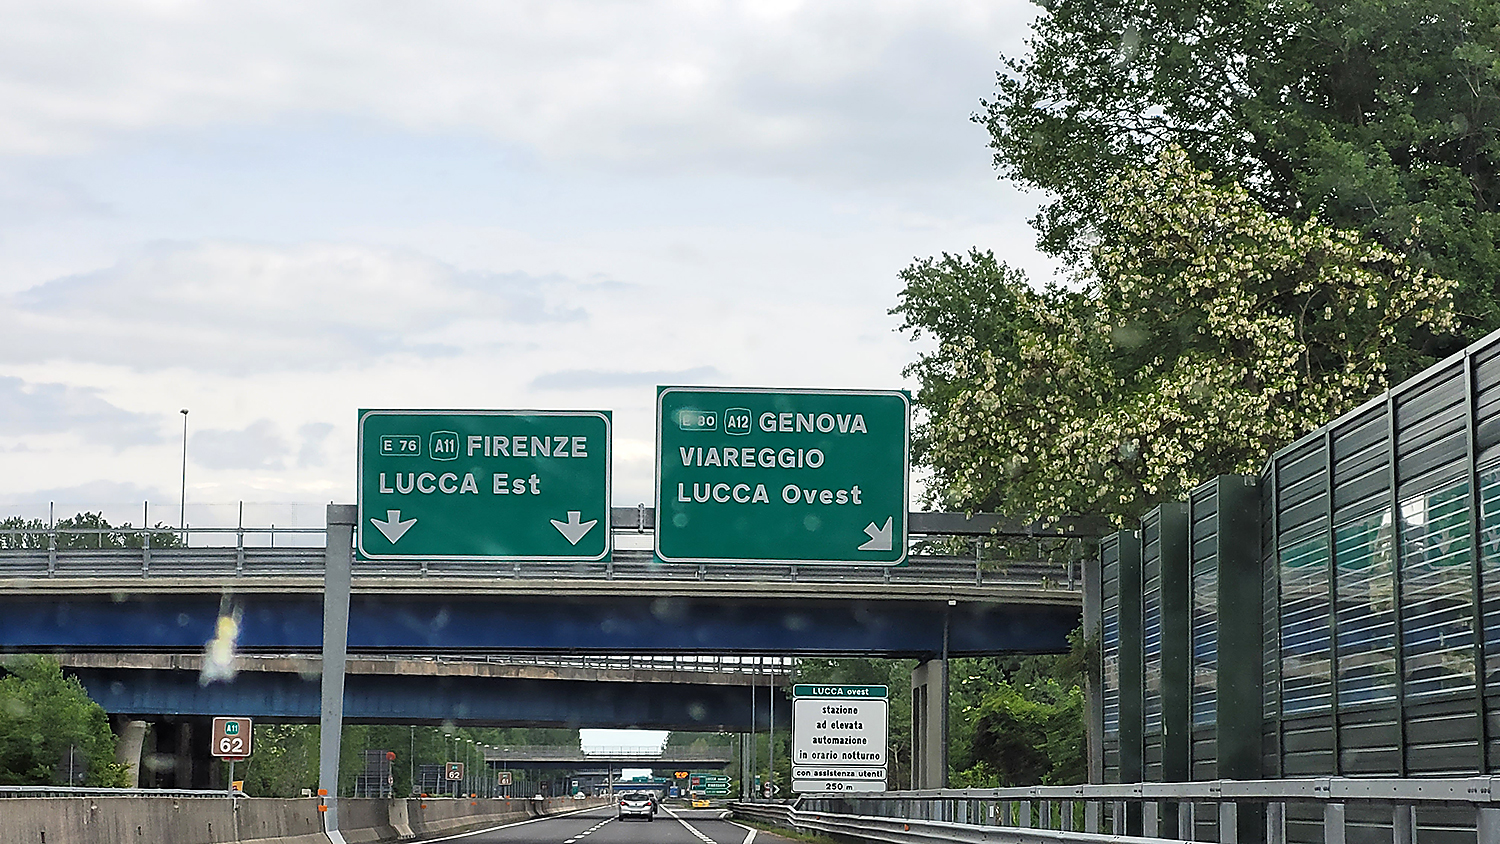 E 76 A11 FIRENZE
LUCCA Est
E 80 A12 GENOVA
VIAREGGIO
LUCCA Ovest
LUCCA ovest
stazione
ad elevata
automazione
in orario notturno
con assistenza utenti
250 m
A11
62
62